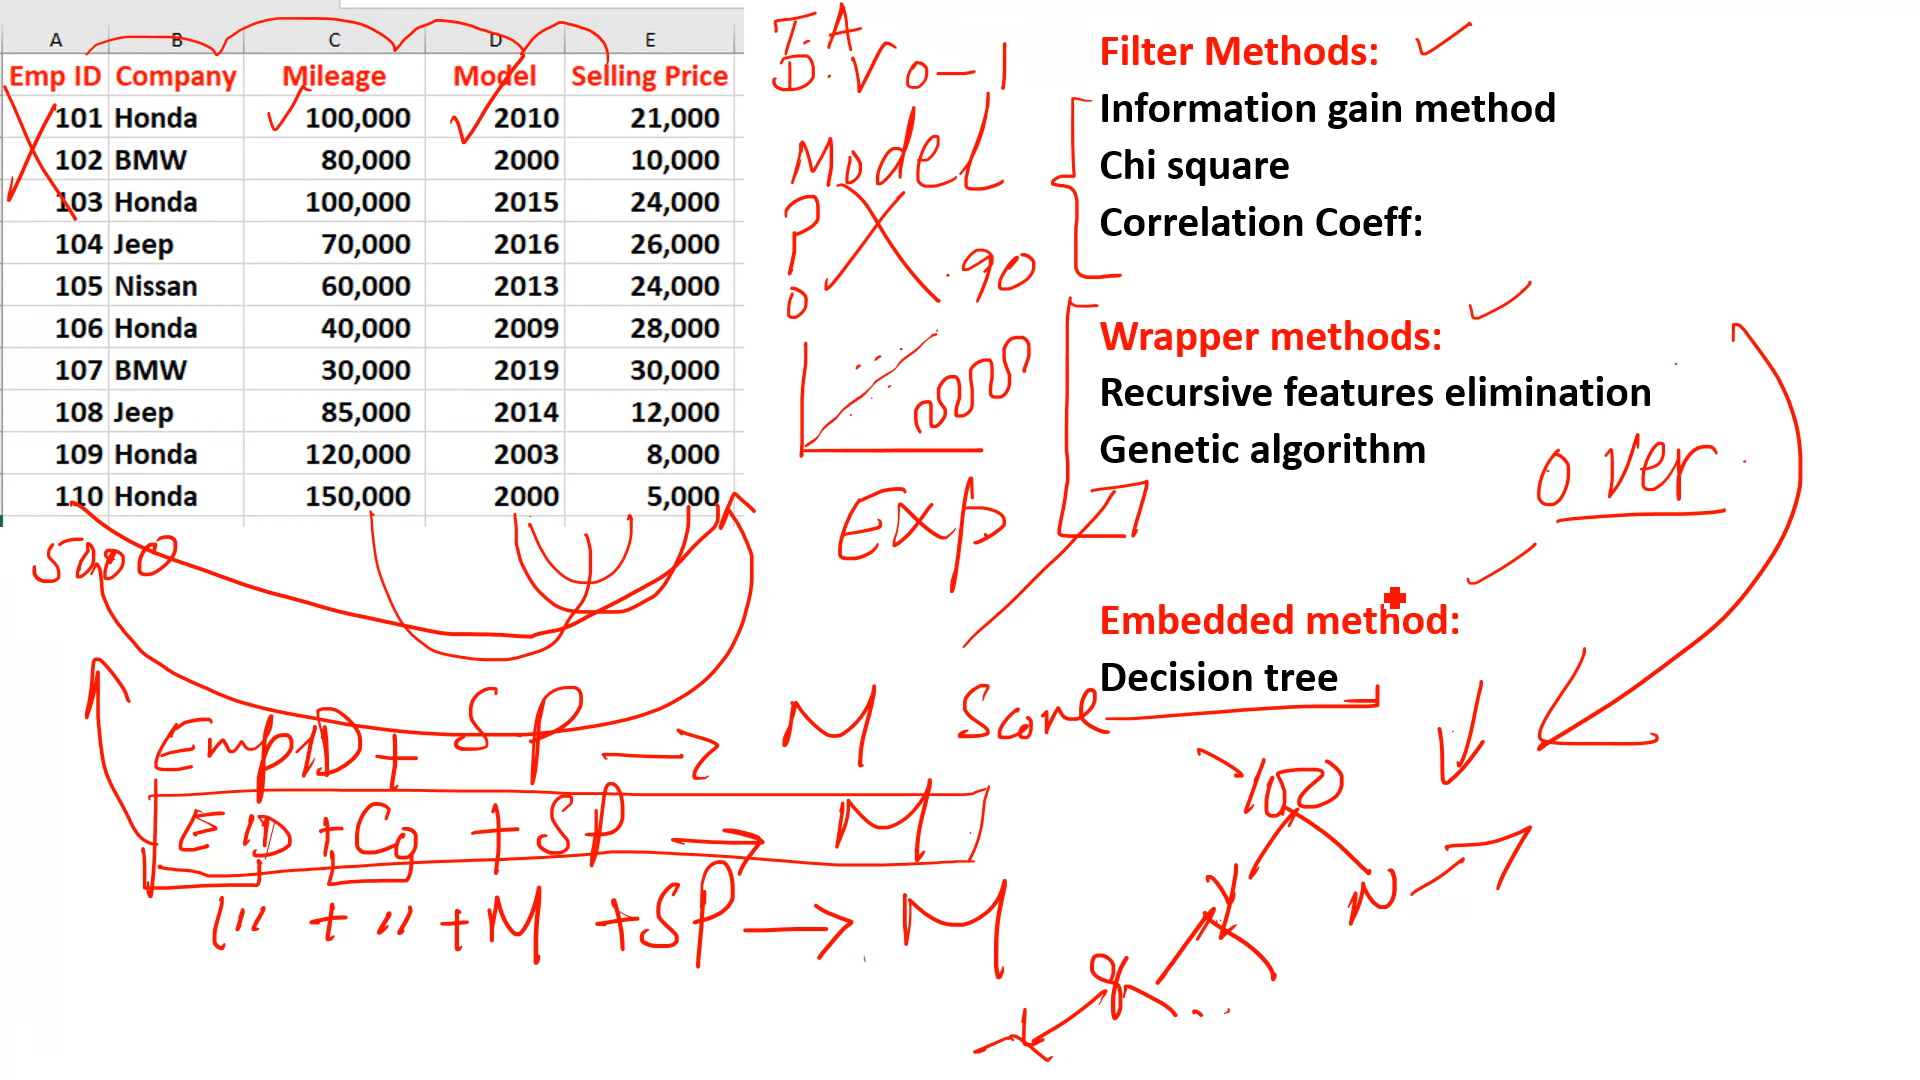 A B C D E
Emp ID Company Mileage Model Selling Price
101 Honda 100,000 2010 21,000
102 BMW 80,000 2000 10,000
103 Honda 100,000 2015 24,000
104 Jeep 70,000 2016 26,000
105 Nissan 60,000 2013 24,000
106 Honda 40,000 2009 28,000
107 BMW 30,000 2019 30,000
108 Jeep 85,000 2014 12,000
109 Honda 120,000 2003 8,000
110 Honda 150,000 2000 5,000
5000
T.A
D.V 0-1
Model
P
0
.90
Exp
Filter Methods:
Information gain method
Chi square
Correlation Coeff:
Wrapper methods:
Recursive features elimination
Genetic algorithm
over
Embedded method:
Decision tree
EmpID + SP → M Score
EID + Co + SP → M
" + " + M + SP → M
100
Y N